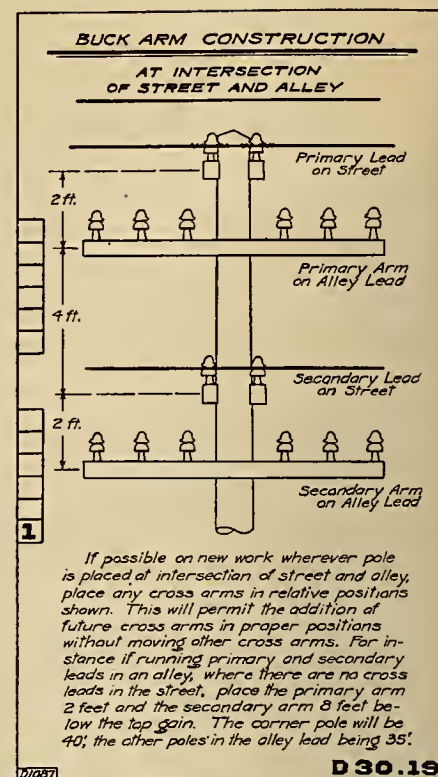 BUCK ARM CONSTRUCTION
AT INTERSECTION
OF STREET AND ALLEY
Primary Lead
on Street
2 ft.
Primary Arm
on Alley Lead
4 ft.
Secondary Lead
on Street
2 ft.
Secondary Arm
on Alley Lead
1
If possible on new work wherever pole
is placed at intersection of street and alley,
place any cross arms in relative positions
shown. This will permit the addition of
future cross arms in proper positions
without moving other cross arms. For in-
stance if running primary and secondary
leads in an alley, where there are no cross
leads in the street, place the primary arm
2 feet and the secondary arm 8 feet be-
low the top gain. The corner pole will be
40', the other poles in the alley lead being 35'.
D1087
D 30.19